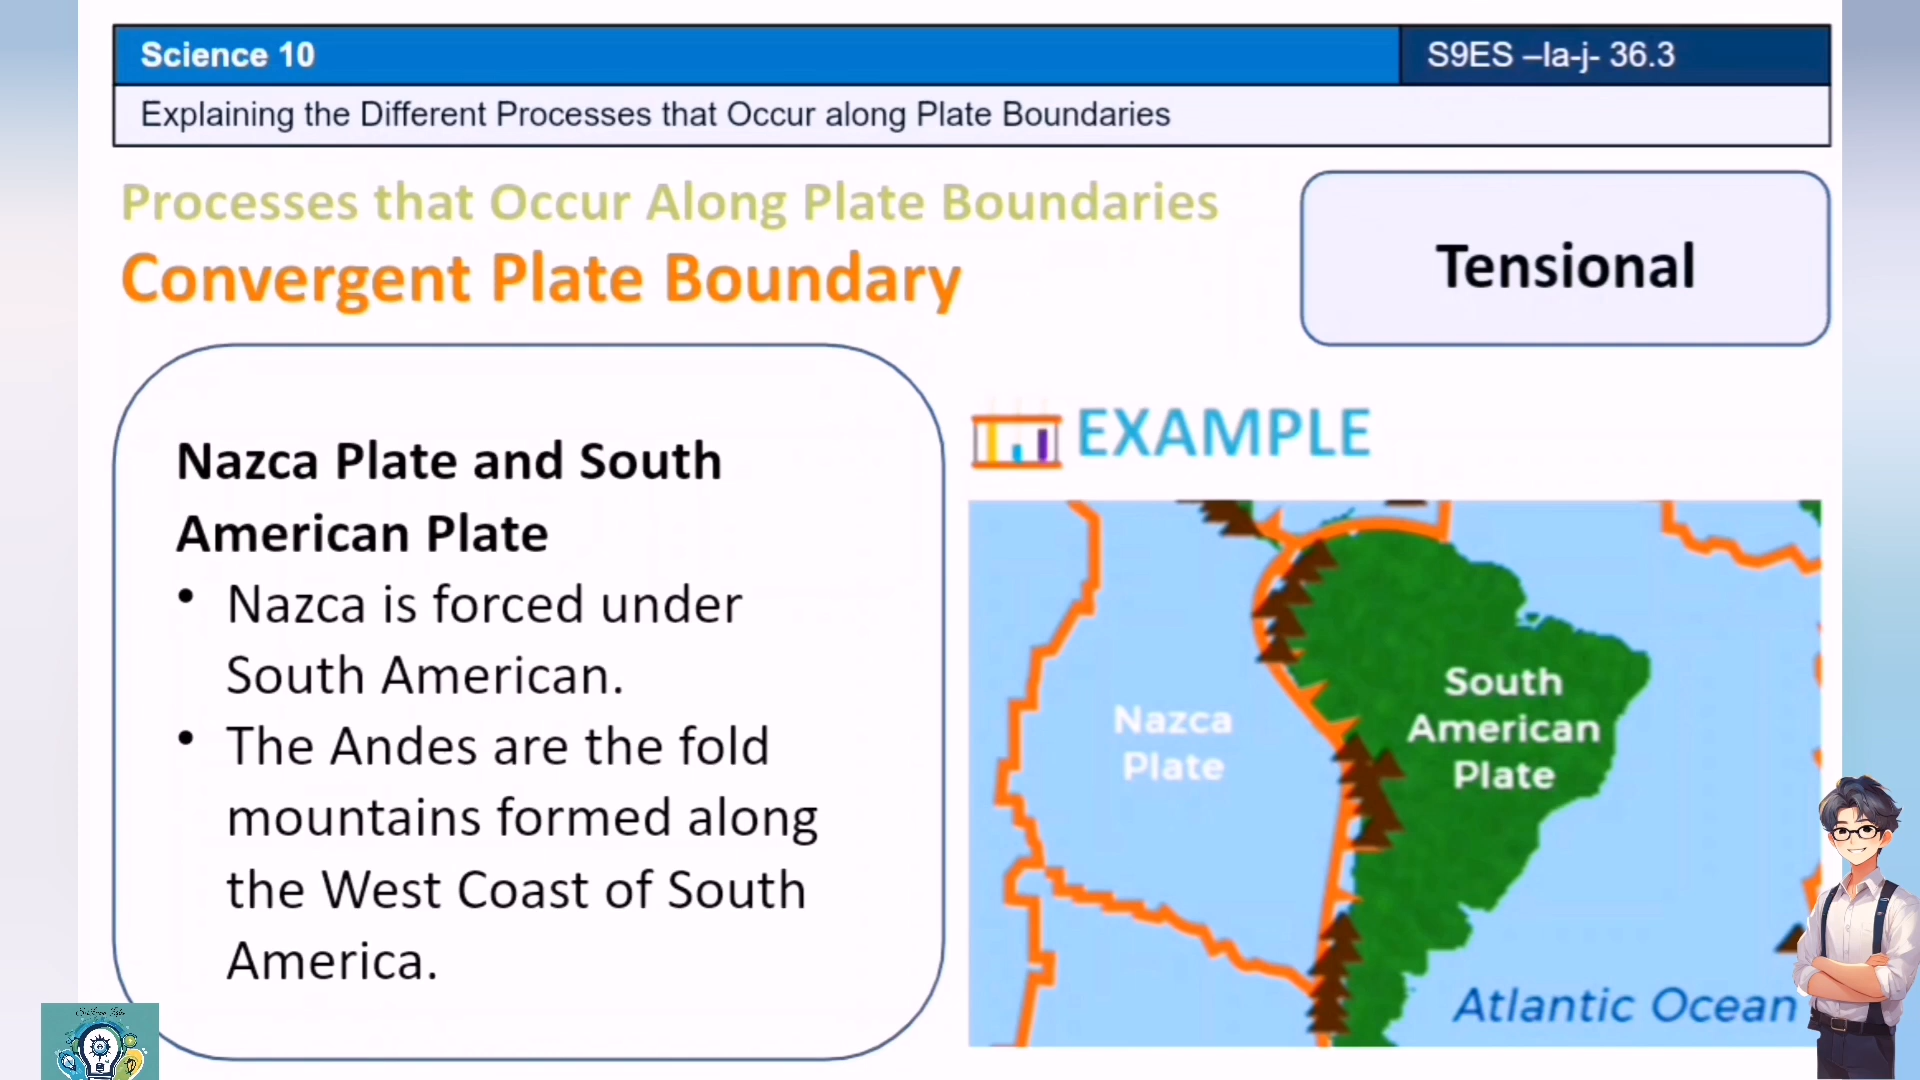 Science 10
S9ES –Ia-j- 36.3
Explaining the Different Processes that Occur along Plate Boundaries
Processes that Occur Along Plate Boundaries
Convergent Plate Boundary
Tensional
Nazca Plate and South
American Plate
• Nazca is forced under
South American.
• The Andes are the fold
mountains formed along
the West Coast of South
America.
EXAMPLE
Nazca
Plate
South
American
Plate
Atlantic Ocean